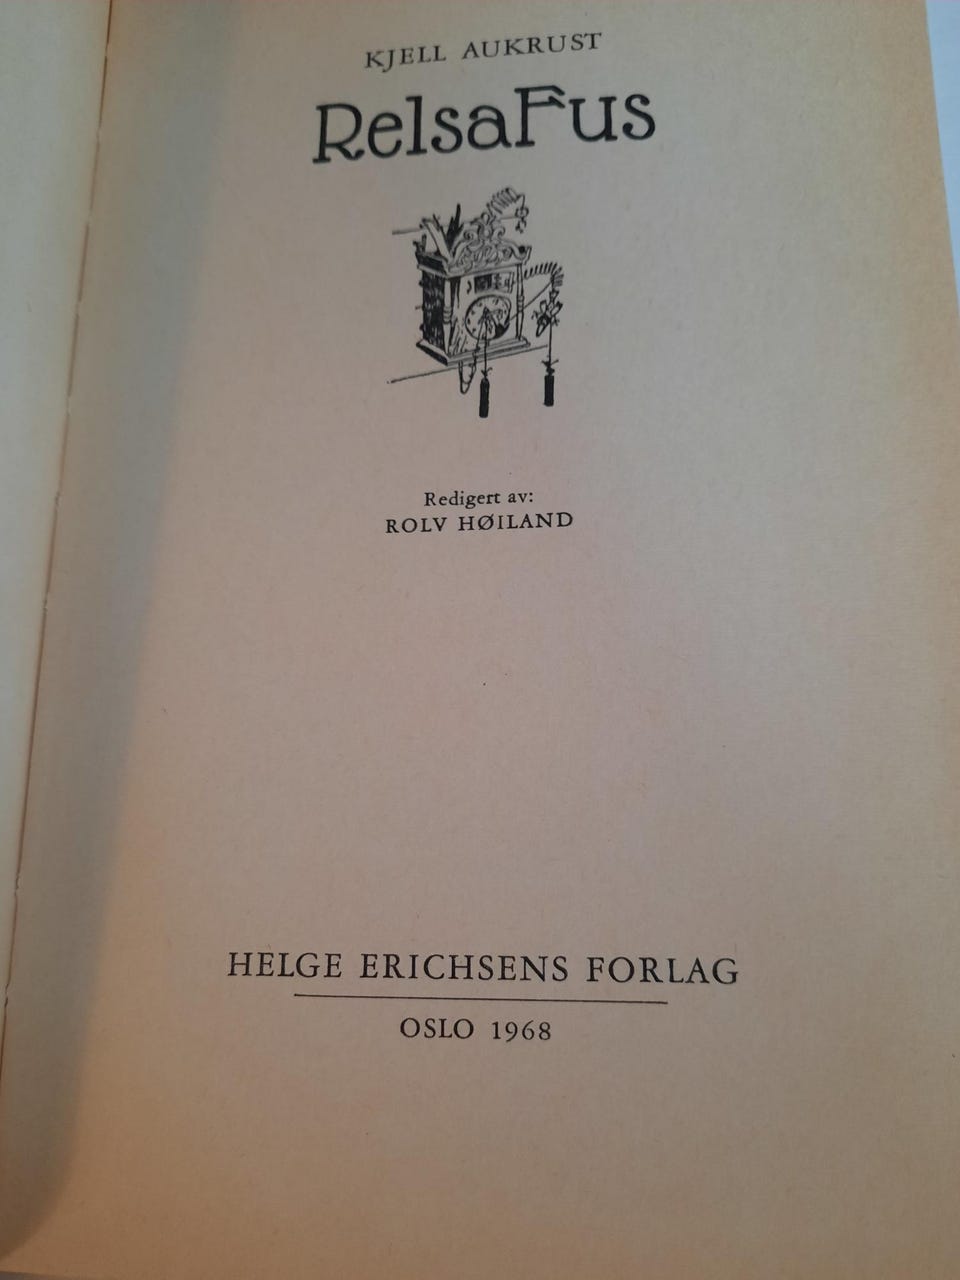 KJELL AUKRUST
RelsaFus
Redigert av:
ROLV HØILAND
HELGE ERICHSENS FORLAG
OSLO 1968